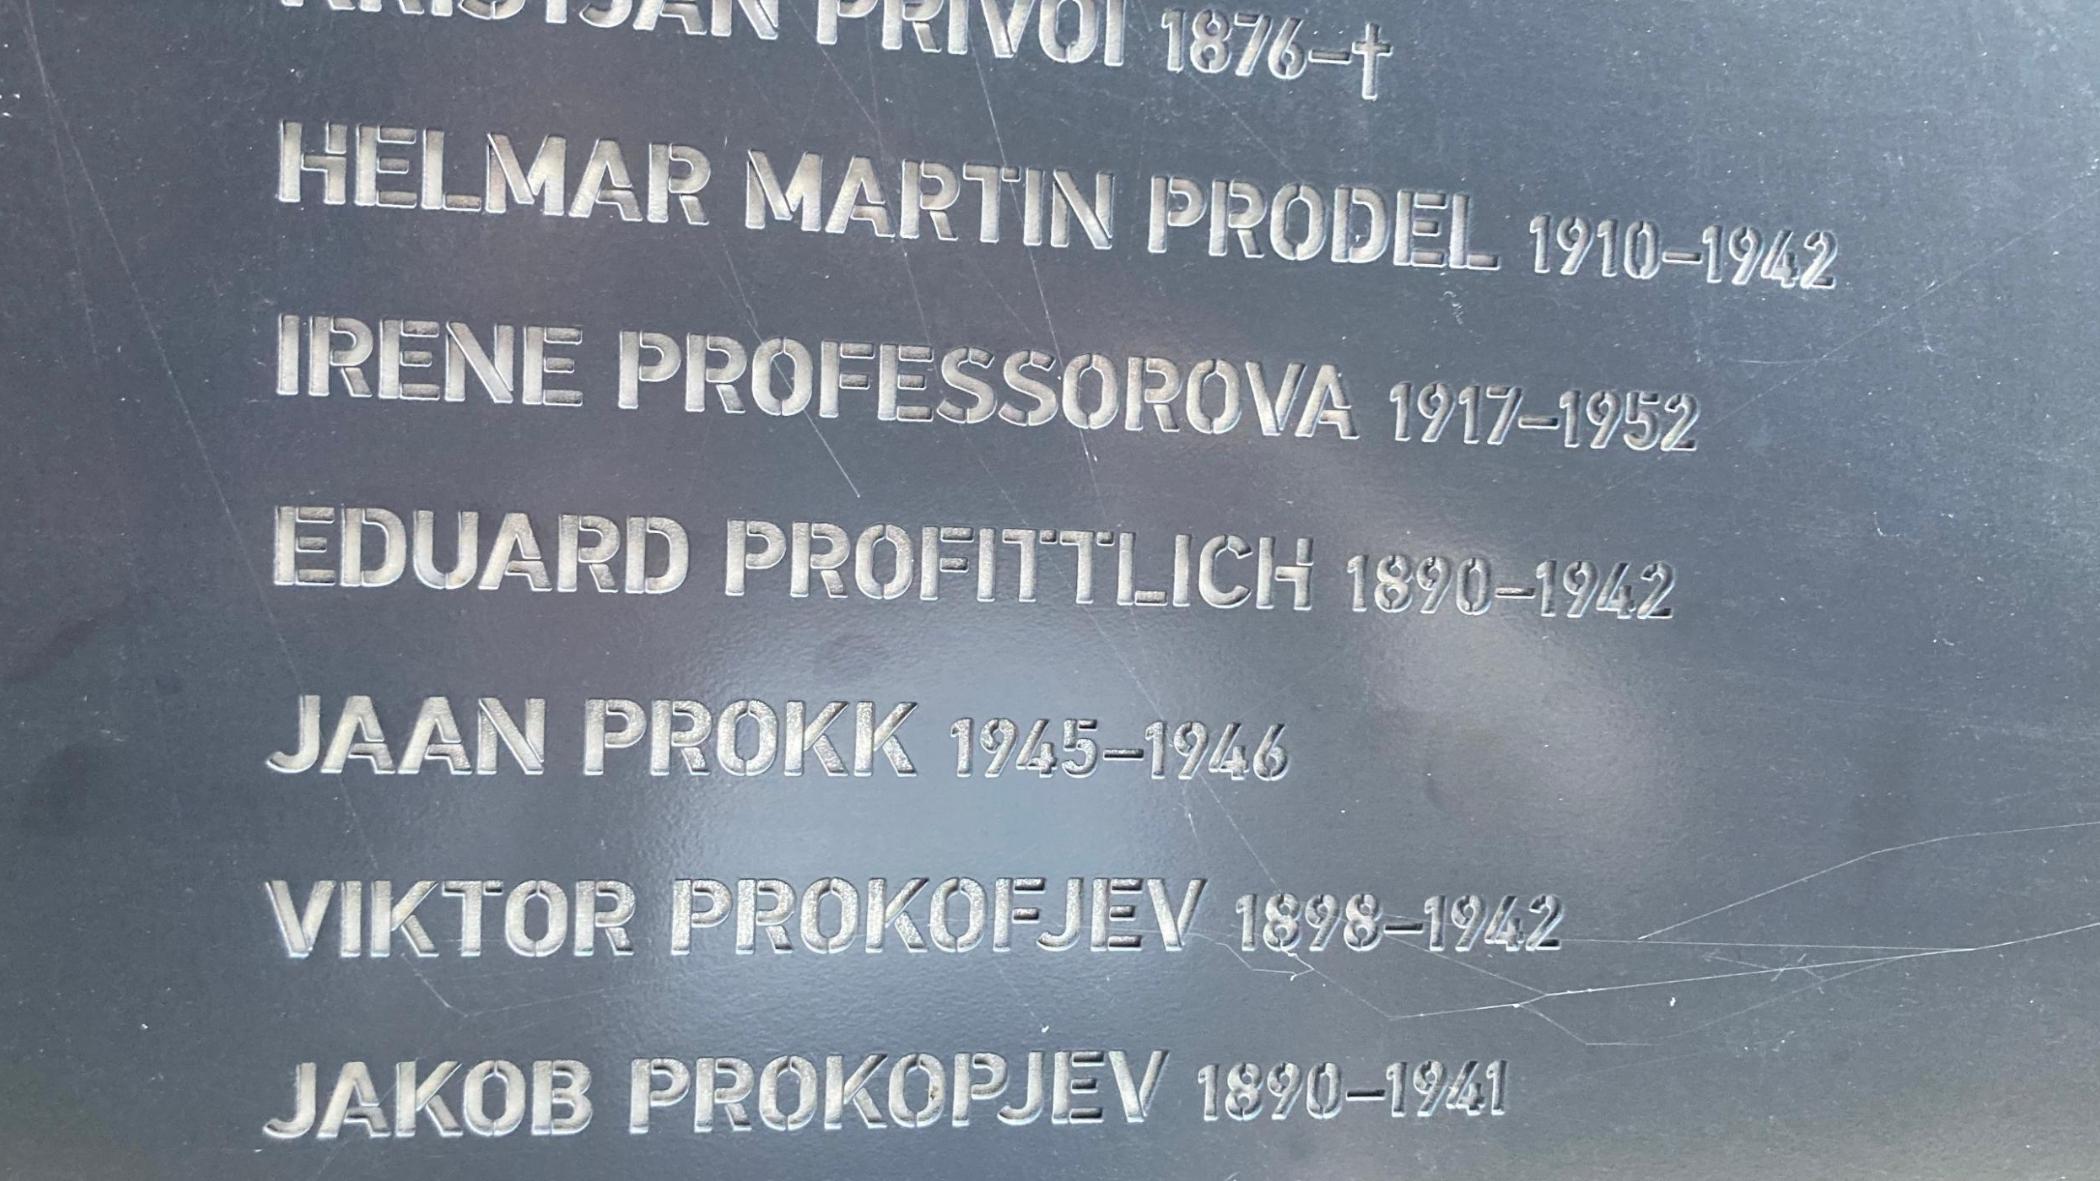 KRISTJAN PRIVOI 1876–†
HELMAR MARTIN PRODEL 1910–1942
IRENE PROFESSOROVA 1917–1952
EDUARD PROFITTLICH 1890–1942
JAAN PROKK 1945–1946
VIKTOR PROKOFJEV 1898–1942
JAKOB PROKOPJEV 1890–1941